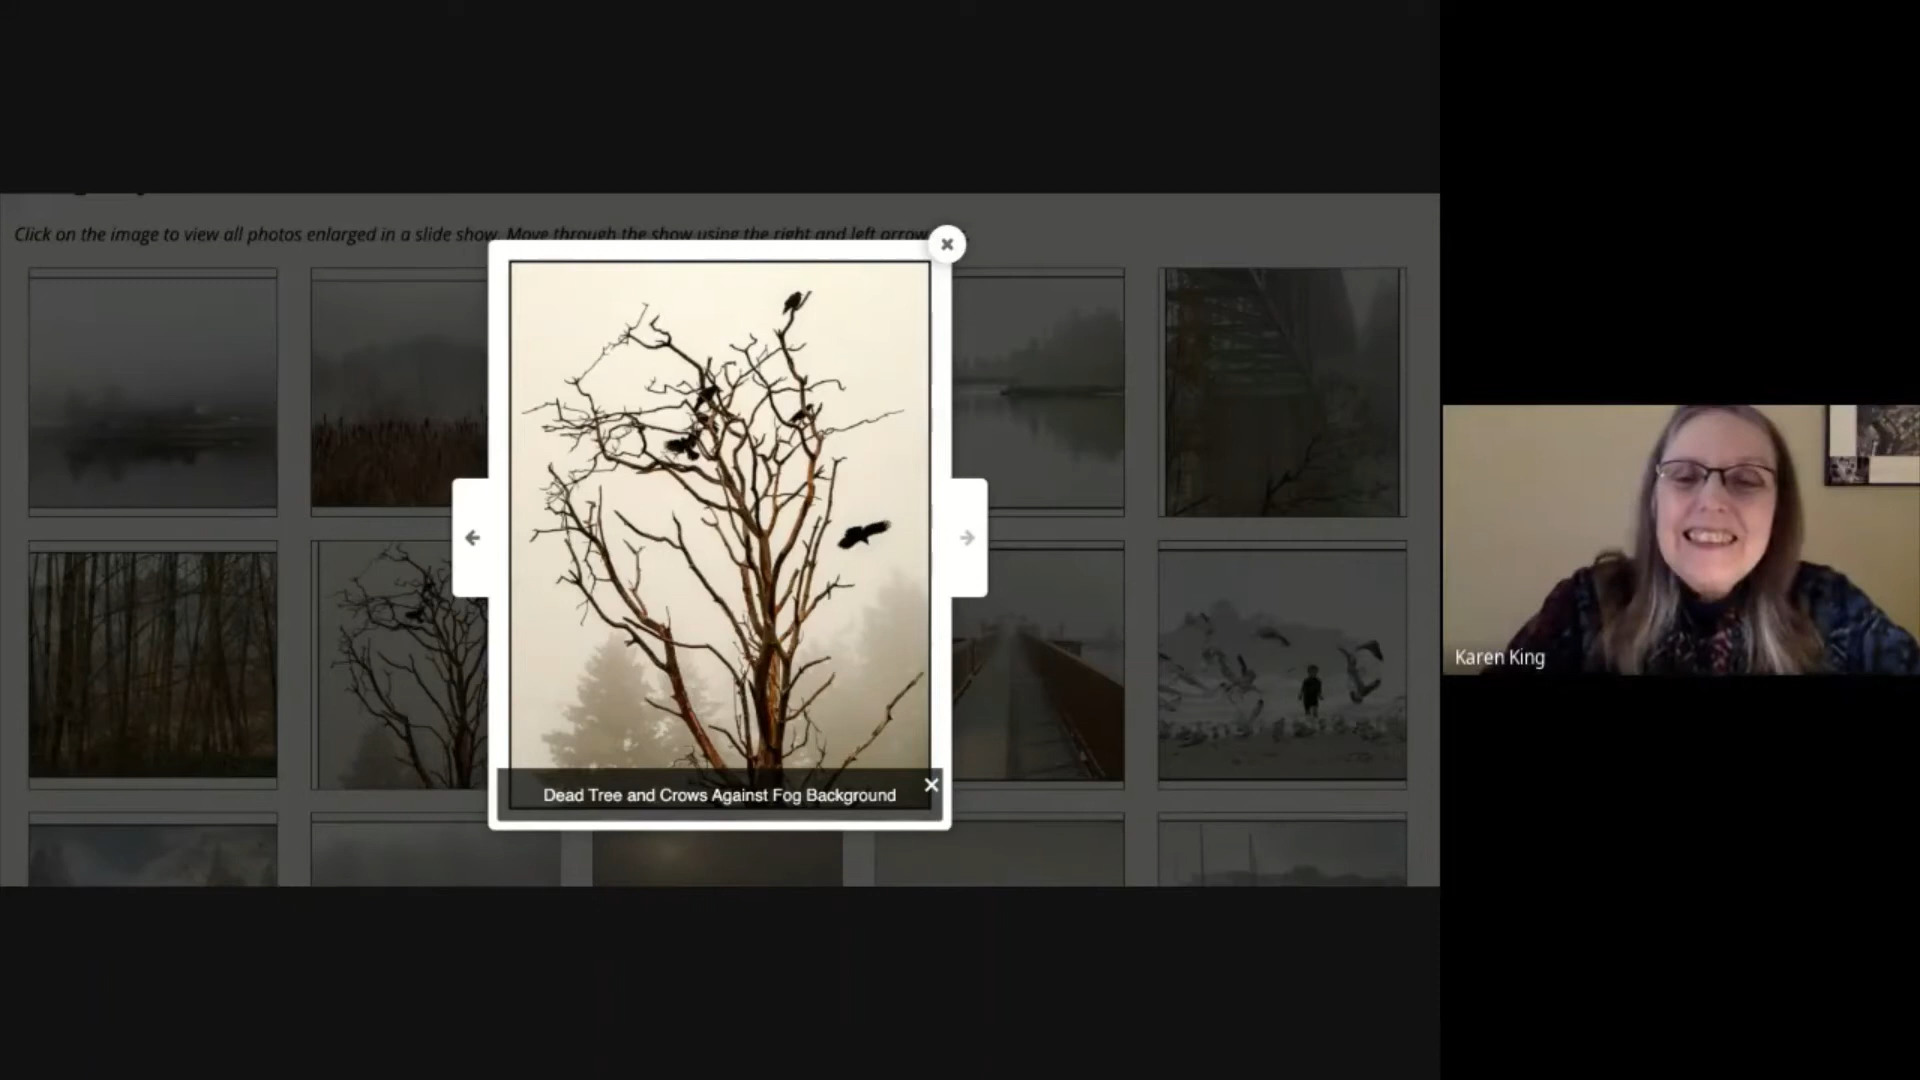 Click on the image to view all photos enlarged in a slide show. Move through the show using the right and left arrow
Dead Tree and Crows Against Fog Background
Karen King